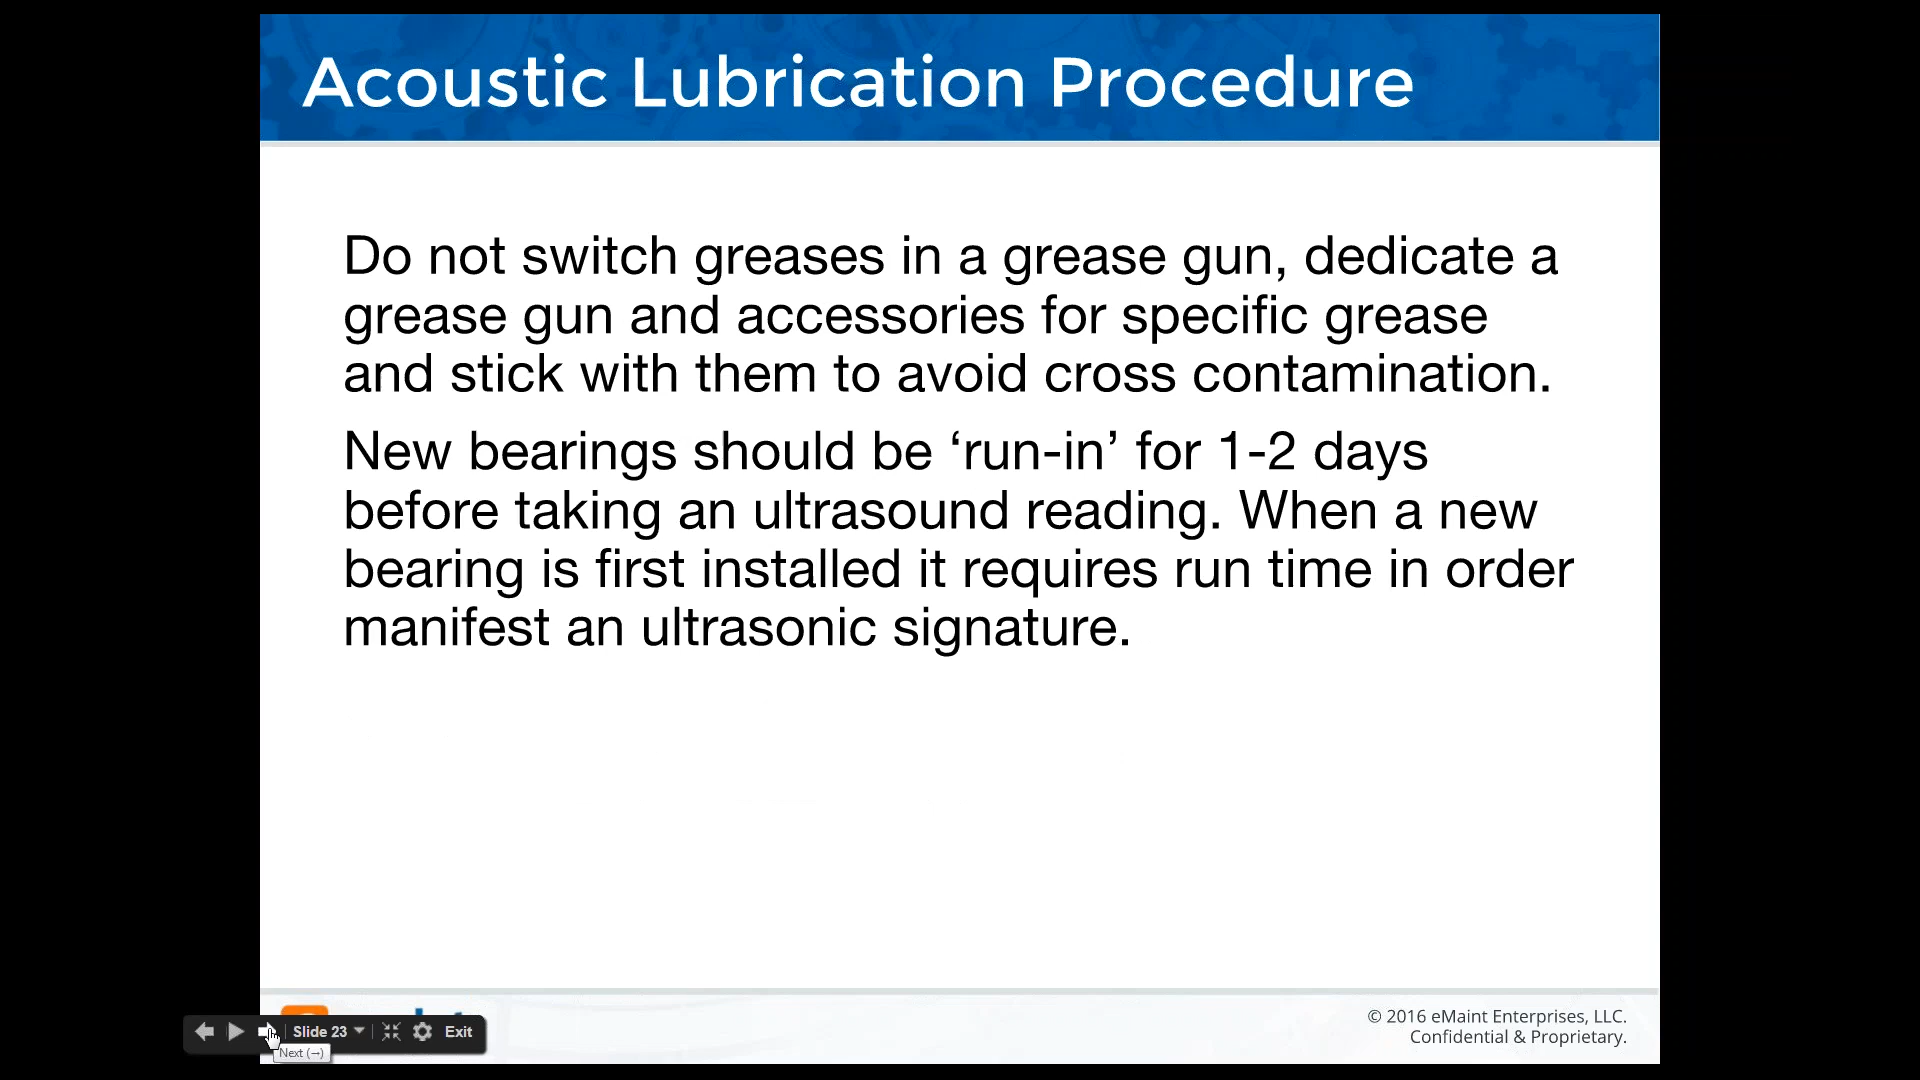 Acoustic Lubrication Procedure
Do not switch greases in a grease gun, dedicate a
grease gun and accessories for specific grease
and stick with them to avoid cross contamination.
New bearings should be ‘run-in’ for 1-2 days
before taking an ultrasound reading. When a new
bearing is first installed it requires run time in order
manifest an ultrasonic signature.
© 2016 eMaint Enterprises, LLC.
Confidential & Proprietary.
Slide 23
Exit
Next (→)